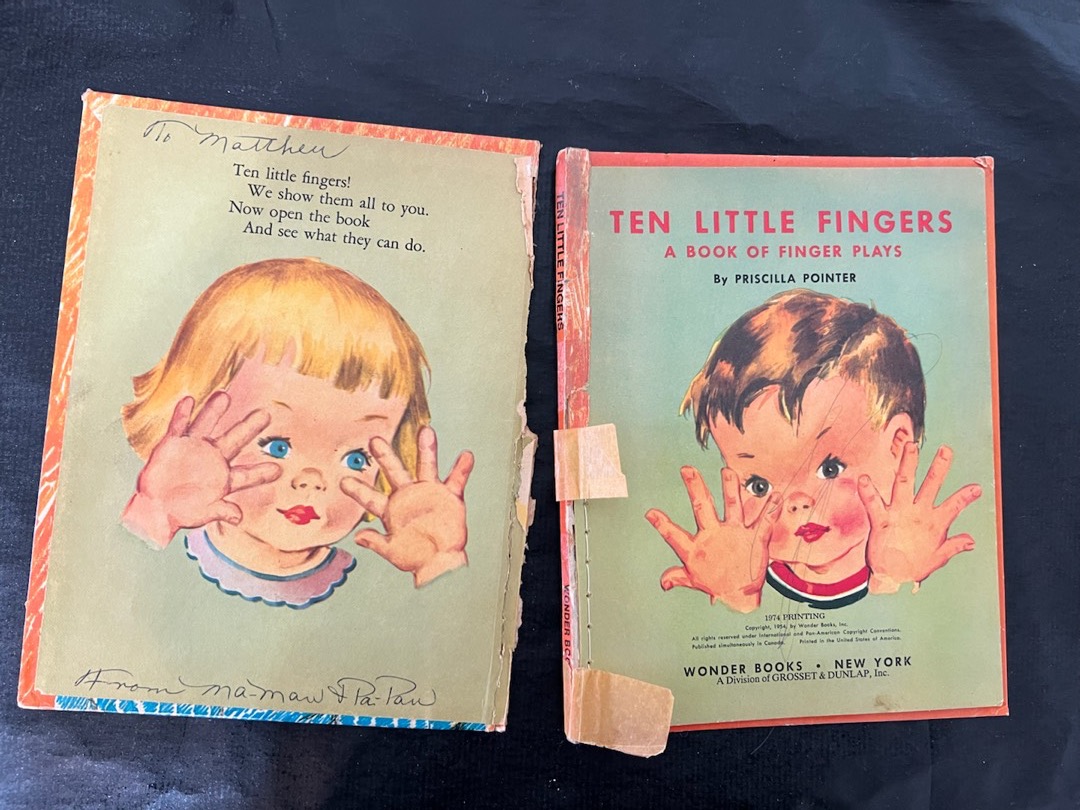 To Matthew
Ten little fingers!
We show them all to you.
Now open the book
And see what they can do.
From Ma-maw & Pa-Paw
TEN LITTLE FINGERS
WONDER
TEN LITTLE FINGERS
A BOOK OF FINGER PLAYS
By PRISCILLA POINTER
1974 PRINTING
Copyright, 1954, by Wonder Books, Inc.
All rights reserved under International and Pan-American Copyright Conventions.
Published simultaneously in Canada. Printed in the United States of America.
WONDER BOOKS • NEW YORK
A Division of GROSSET & DUNLAP, Inc.